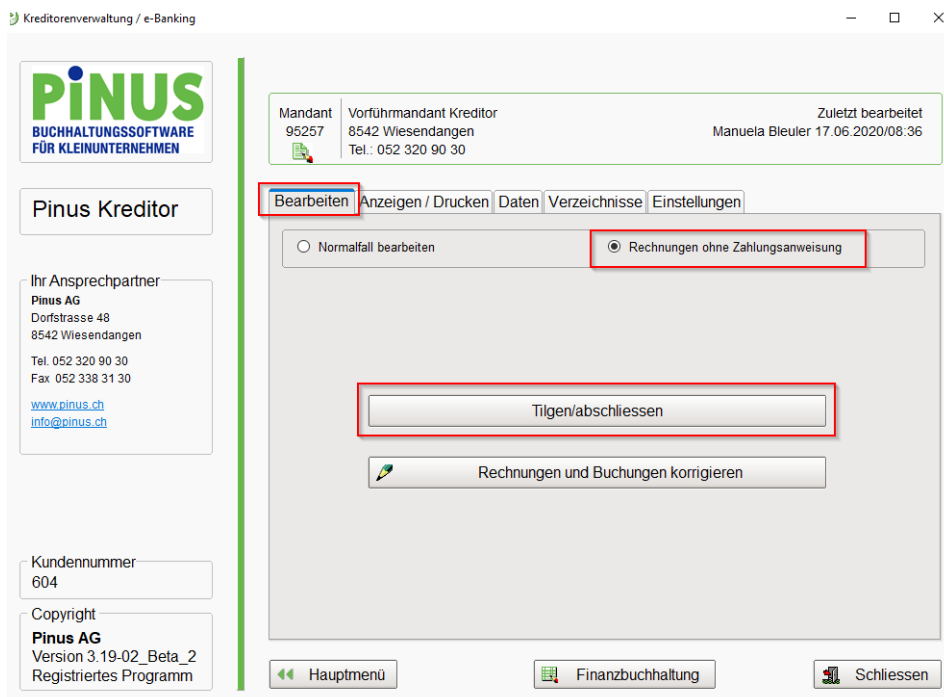 Kreditorenverwaltung / e-Banking
PiNUS
BUCHHALTUNGSSOFTWARE
FÜR KLEINUNTERNEHMEN
Pinus Kreditor
Ihr Ansprechpartner
Pinus AG
Dorfstrasse 48
8542 Wiesendangen
Tel. 052 320 90 30
Fax 052 338 31 30
www.pinus.ch
info@pinus.ch
Kundennummer
604
Copyright
Pinus AG
Version 3.19-02_Beta_2
Registriertes Programm
Mandant
95257
Vorführmandant Kreditor
8542 Wiesendangen
Tel.: 052 320 90 30
Zuletzt bearbeitet
Manuela Bleuler 17.06.2020/08:36
Bearbeiten Anzeigen / Drucken Daten Verzeichnisse Einstellungen
Normalfall bearbeiten Rechnungen ohne Zahlungsanweisung
Tilgen/abschliessen
Rechnungen und Buchungen korrigieren
Hauptmenü Finanzbuchhaltung Schliessen